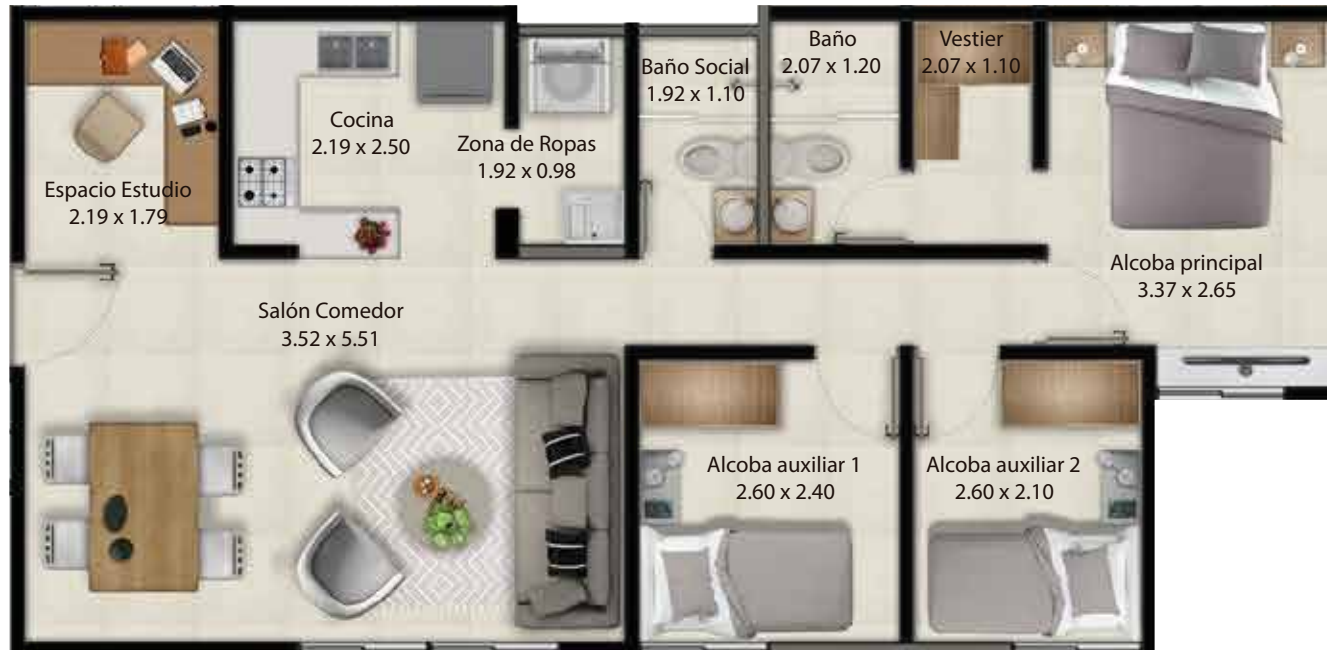 Baño
2.07 x 1.20
Vestier
2.07 x 1.10
Baño Social
1.92 x 1.10
Cocina
2.19 x 2.50
Zona de Ropas
1.92 x 0.98
Espacio Estudio
2.19 x 1.79
Alcoba principal
3.37 x 2.65
Salón Comedor
3.52 x 5.51
Alcoba auxiliar 1
2.60 x 2.40
Alcoba auxiliar 2
2.60 x 2.10